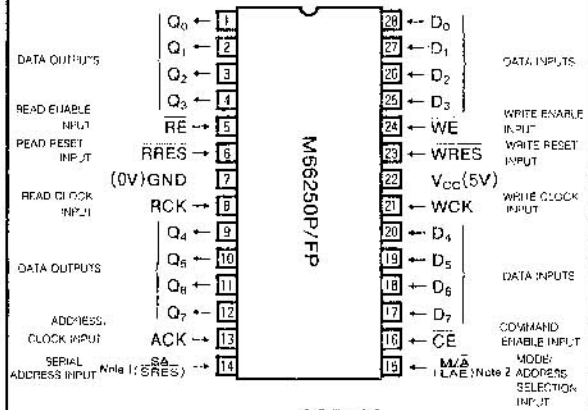 Q0 ← 1
Q1 ← 2
Q2 ← 3
Q3 ← 4
DATA OUTPUTS
READ ENABLE INPUT
RE → 5
READ RESET INPUT
RRES → 6
(0V)GND 7
READ CLOCK INPUT
RCK → 8
Q4 ← 9
Q5 ← 10
Q6 ← 11
Q7 ← 12
DATA OUTPUTS
ADDRESS CLOCK INPUT
ACK → 13
SERIAL ADDRESS INPUT
Note 1 (SA SRES) → 14
M66250P/FP
28 ← D0
27 ← D1
26 ← D2
25 ← D3
DATA INPUTS
24 ← WE
WRITE ENABLE INPUT
23 ← WRES
WRITE RESET INPUT
22 VCC(5V)
21 ← WCK
WRITE CLOCK INPUT
20 ← D4
19 ← D5
18 ← D6
17 ← D7
DATA INPUTS
16 ← CE
COMMAND ENABLE INPUT
15 ← M/A (LAE) Note 2
MODE/ ADDRESS SELECTION INPUT